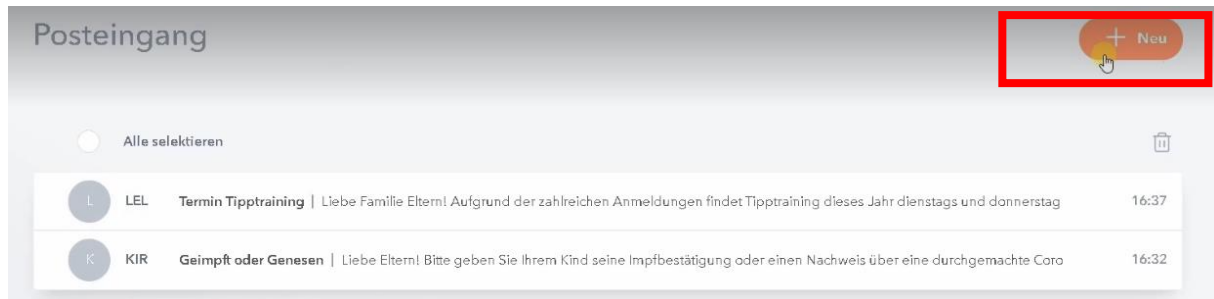 Posteingang
+ Neu
Alle selektieren
L LEL Termin Tipptraining | Liebe Familie Eltern! Aufgrund der zahlreichen Anmeldungen findet Tipptraining dieses Jahr dienstags und donnerstag 16:37
K KIR Geimpft oder Genesen | Liebe Eltern! Bitte geben Sie Ihrem Kind seine Impfbestätigung oder einen Nachweis über eine durchgemachte Coro 16:32